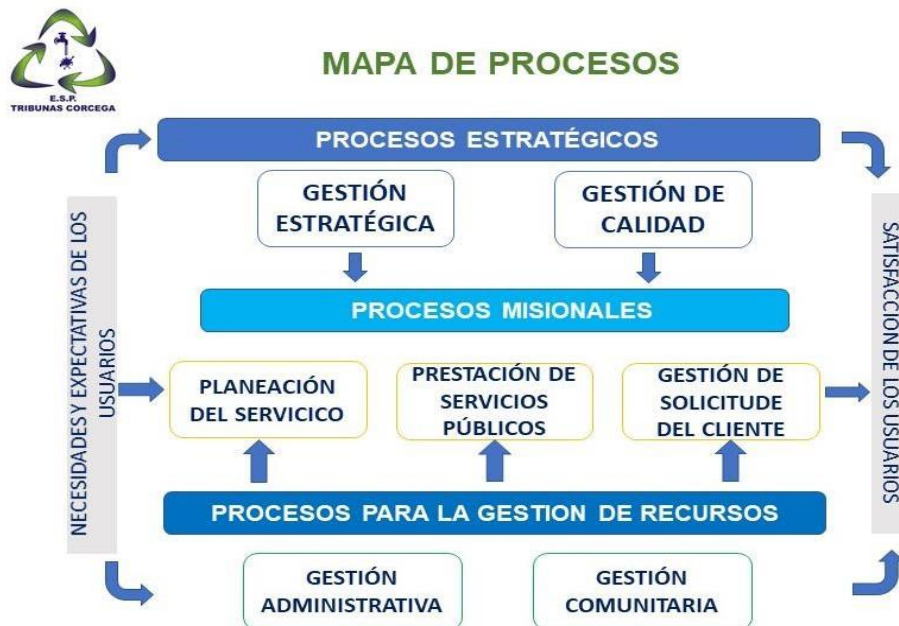 E.S.P.
TRIBUNAS CORCEGA
MAPA DE PROCESOS
PROCESOS ESTRATÉGICOS
GESTIÓN
ESTRATÉGICA
GESTIÓN DE
CALIDAD
PROCESOS MISIONALES
NECESIDADES Y EXPECTATIVAS DE LOS
USUARIOS
PLANEACIÓN
DEL SERVICICO
PRESTACIÓN DE
SERVICIOS
PÚBLICOS
GESTIÓN DE
SOLICITUDE
DEL CLIENTE
SATISFACCION DE LOS USUARIOS
PROCESOS PARA LA GESTION DE RECURSOS
GESTIÓN
ADMINISTRATIVA
GESTIÓN
COMUNITARIA